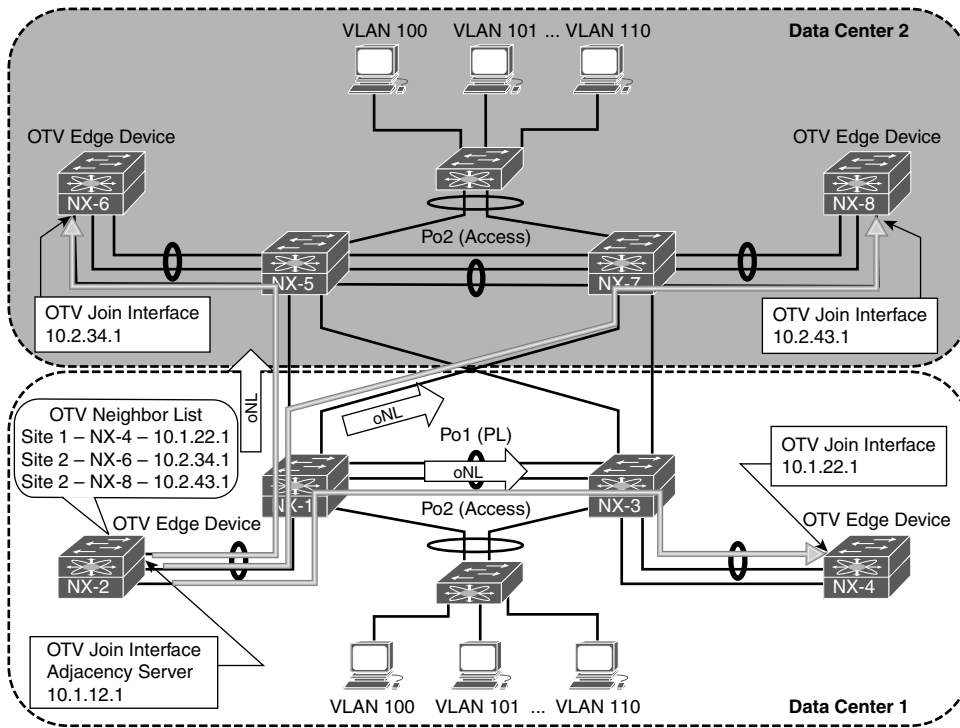 VLAN 100 VLAN 101 ... VLAN 110
Data Center 2
OTV Edge Device
NX-6
OTV Edge Device
NX-8
Po2 (Access)
NX-5
NX-7
OTV Join Interface
10.2.34.1
OTV Join Interface
10.2.43.1
oNL
oNL
OTV Neighbor List
Site 1 – NX-4 – 10.1.22.1
Site 2 – NX-6 – 10.2.34.1
Site 2 – NX-8 – 10.2.43.1
Po1 (PL)
oNL
OTV Join Interface
10.1.22.1
NX-1
NX-3
Po2 (Access)
OTV Edge Device
NX-2
OTV Edge Device
NX-4
OTV Join Interface
Adjacency Server
10.1.12.1
VLAN 100 VLAN 101 ... VLAN 110
Data Center 1